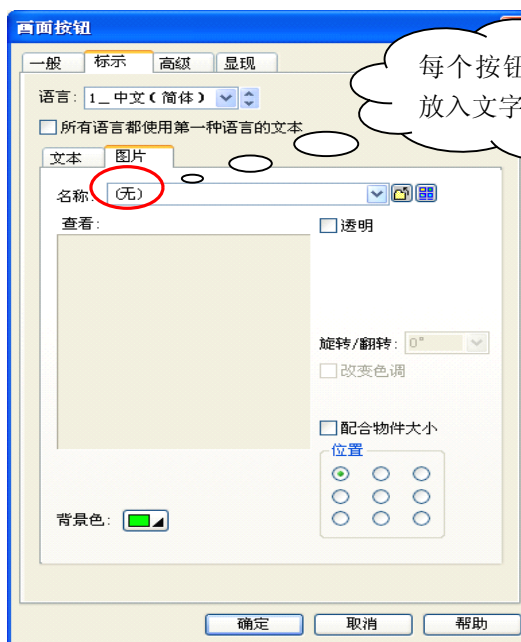 画面按钮
一般 标示 高级 显现
每个按钮
放入文字
语言: 1_中文(简体)
所有语言都使用第一种语言的文本
文本 图片
名称: (无)
查看:
透明
旋转/翻转: 0°
改变色调
配合物件大小
位置
背景色:
确定 取消 帮助